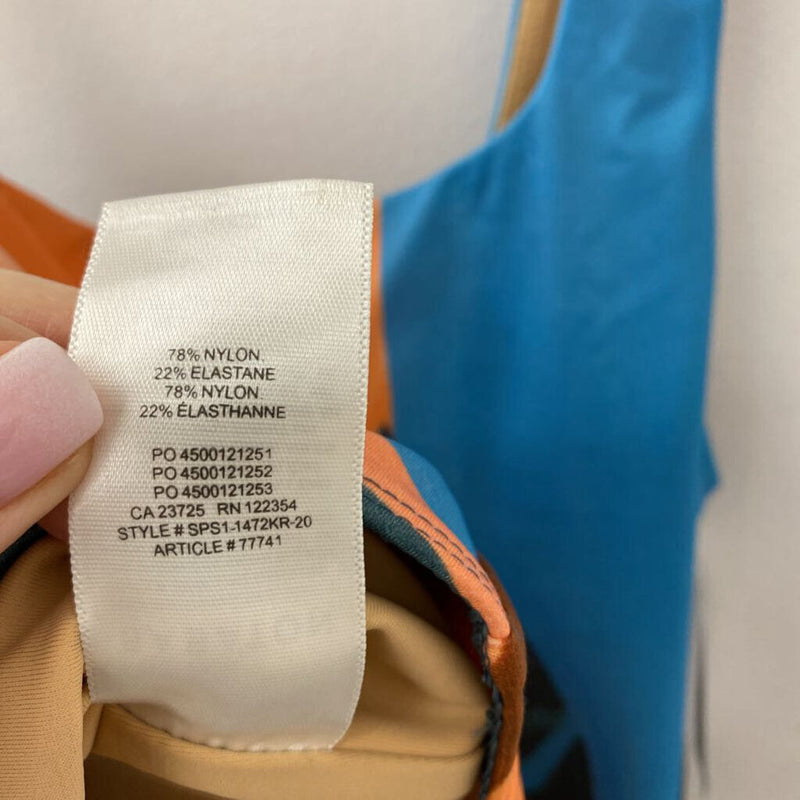 78% NYLON
22% ELASTANE
78% NYLON
22% ÉLASTHANNE
PO 4500121251
PO 4500121252
PO 4500121253
CA 23725 RN 122354
STYLE # SPS1-1472KR-20
ARTICLE # 77741